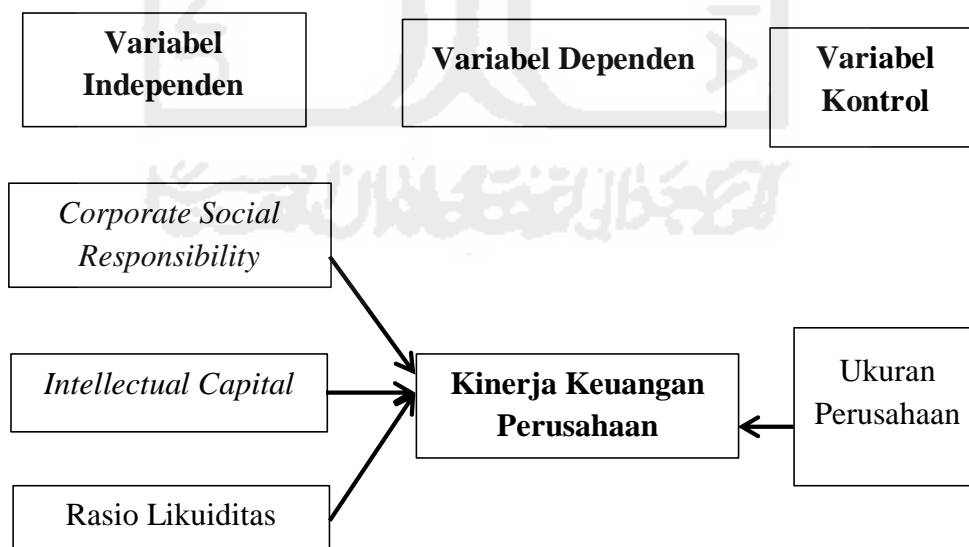 Variabel
Independen
Variabel Dependen
Variabel
Kontrol
Corporate Social
Responsibility
Intellectual Capital
Kinerja Keuangan
Perusahaan
Ukuran
Perusahaan
Rasio Likuiditas